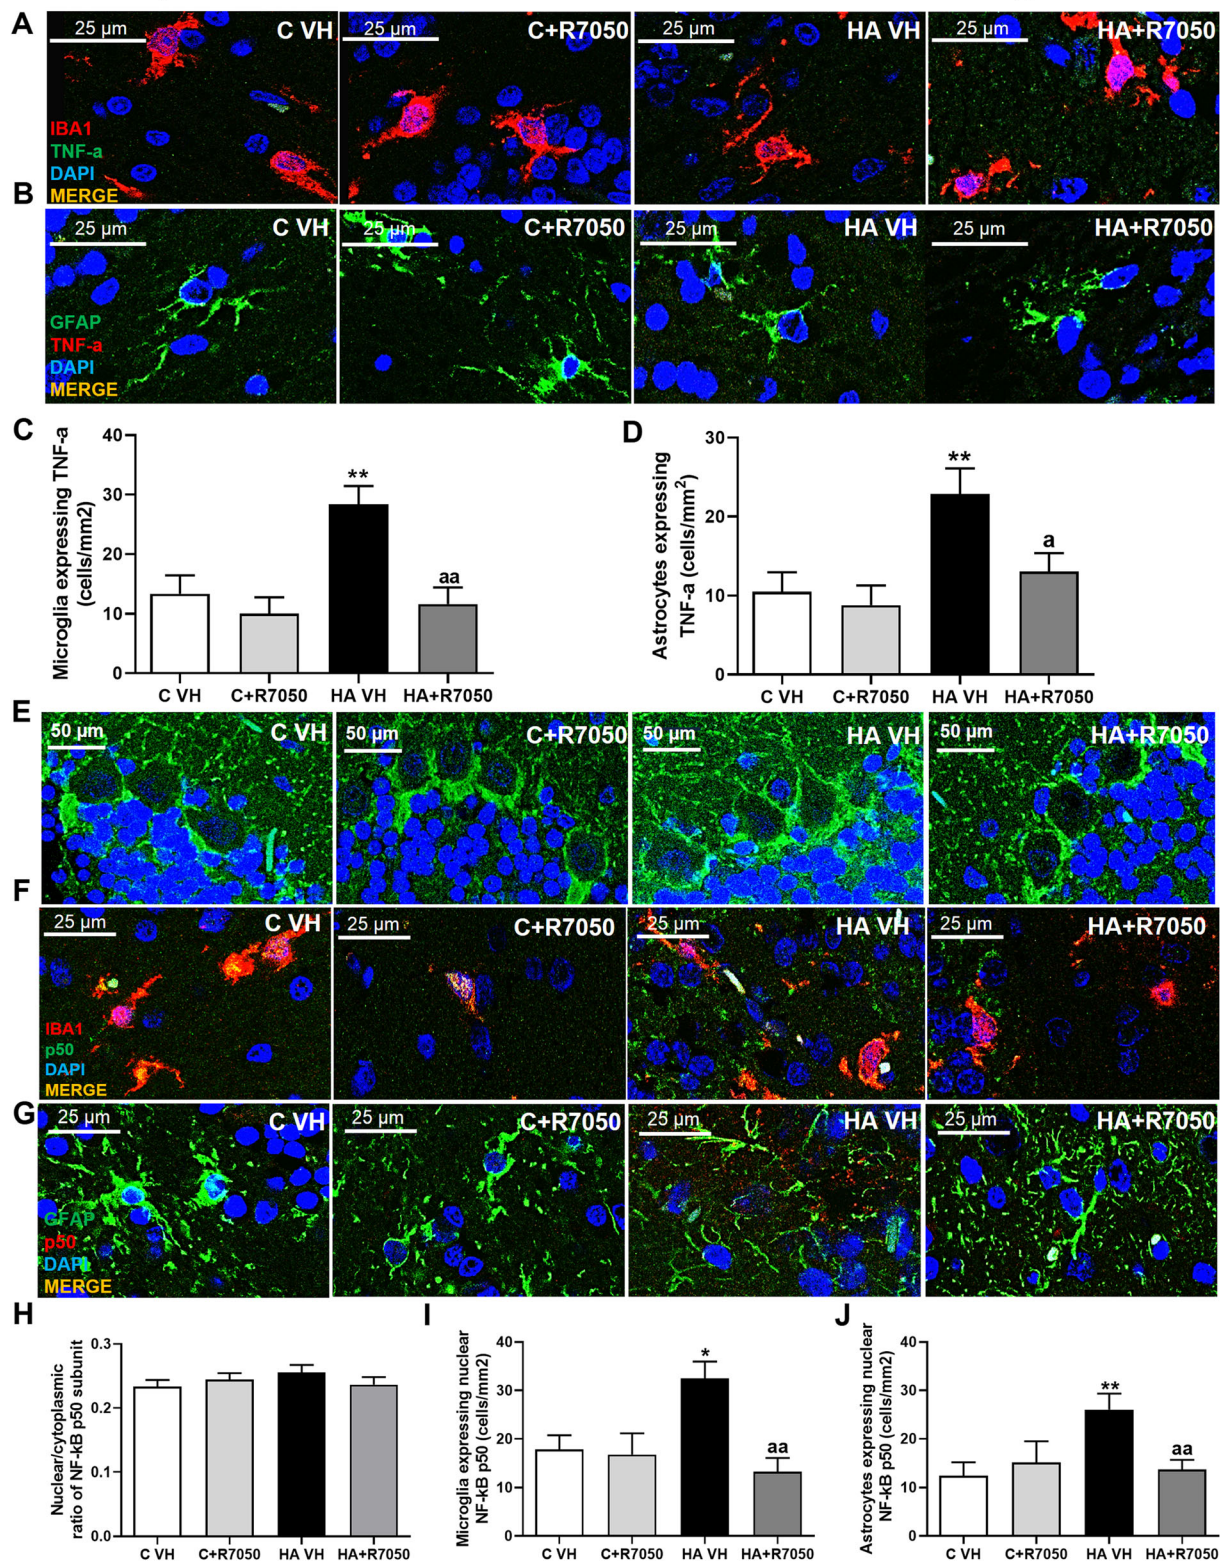 A
25 µm
C VH
25 µm
C+R7050
25 µm
HA VH
25 µm
HA+R7050
IBA1
TNF-a
DAPI
MERGE
B
25 µm
C VH
25 µm
C+R7050
25 µm
HA VH
25 µm
HA+R7050
GFAP
TNF-a
DAPI
MERGE
C
Microglia expressing TNF-a
(cells/mm2)
40
30
20
10
0
**
aa
C VH
C+R7050
HA VH
HA+R7050
D
Astrocytes expressing
TNF-a (cells/mm²)
30
20
10
0
**
a
C VH
C+R7050
HA VH
HA+R7050
E
50 µm
C VH
50 µm
C+R7050
50 µm
HA VH
50 µm
HA+R7050
F
25 µm
C VH
25 µm
C+R7050
25 µm
HA VH
25 µm
HA+R7050
IBA1
p50
DAPI
MERGE
G
25 µm
C VH
25 µm
C+R7050
25 µm
HA VH
25 µm
HA+R7050
GFAP
p50
DAPI
MERGE
H
Nuclear/cytoplasmic
ratio of NF-kB p50 subunit
0.3
0.2
0.1
0.0
C VH
C+R7050
HA VH
HA+R7050
I
Microglia expressing nuclear
NF-kB p50 (cells/mm2)
40
30
20
10
0
*
aa
C VH
C+R7050
HA VH
HA+R7050
J
Astrocytes expressing nuclear
NF-kB p50 (cells/mm2)
40
30
20
10
0
**
aa
C VH
C+R7050
HA VH
HA+R7050